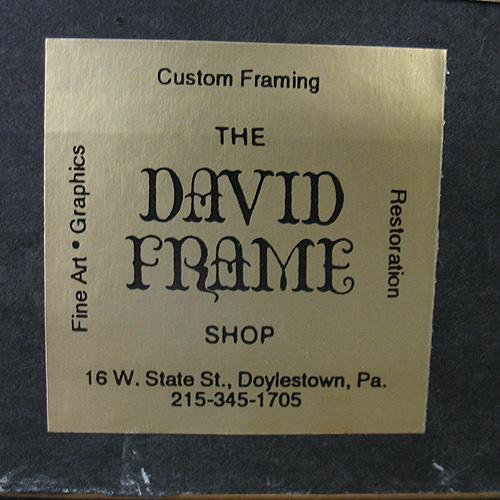 Custom Framing
THE
DAVID
FRAME
SHOP
Fine Art • Graphics
Restoration
16 W. State St., Doylestown, Pa.
215-345-1705